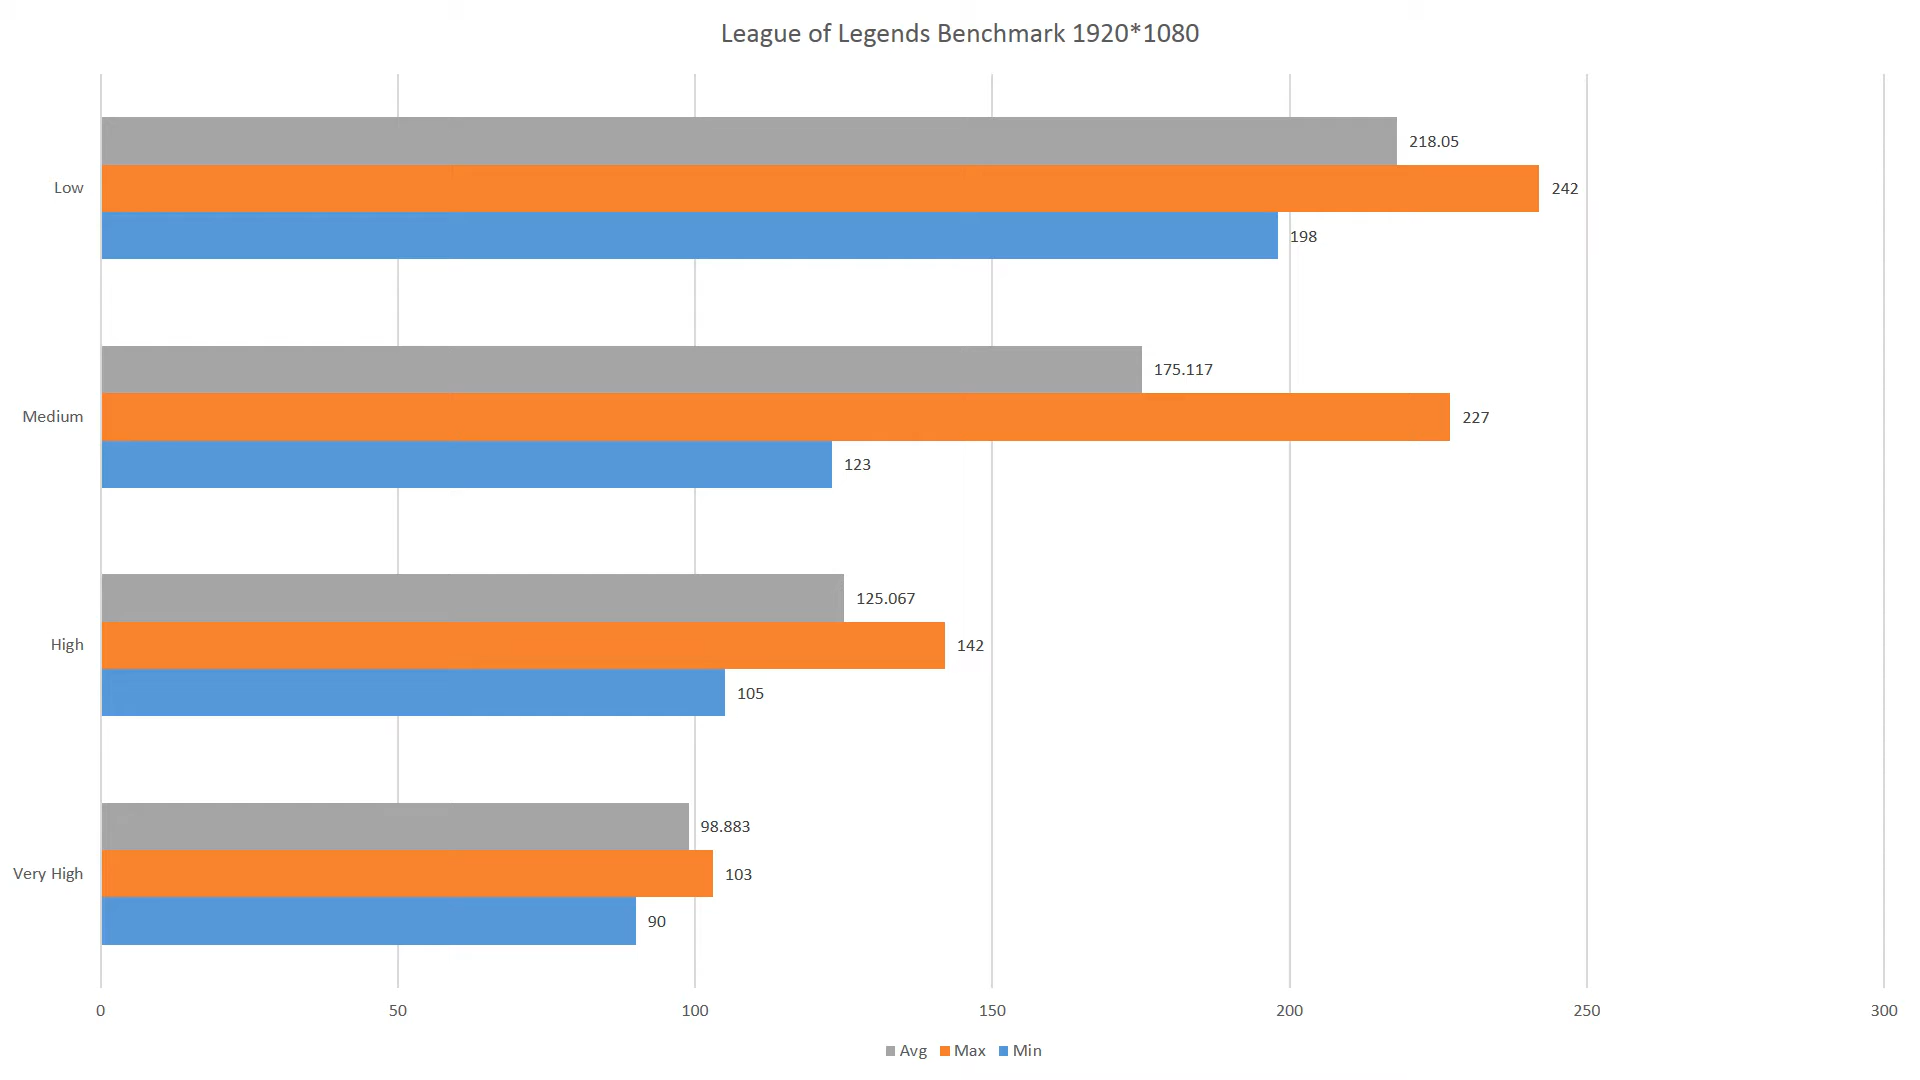 League of Legends Benchmark 1920*1080
218.05
Low
242
198
175.117
Medium
227
123
125.067
High
142
105
98.883
Very High
103
90
0 50 100 150 200 250 300
Avg Max Min